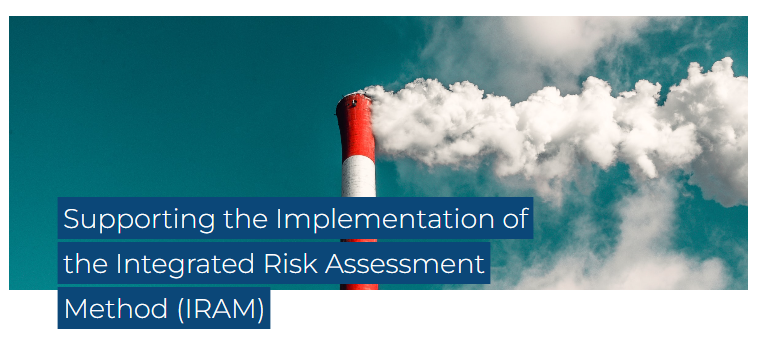 Supporting the Implementation of
the Integrated Risk Assessment
Method (IRAM)